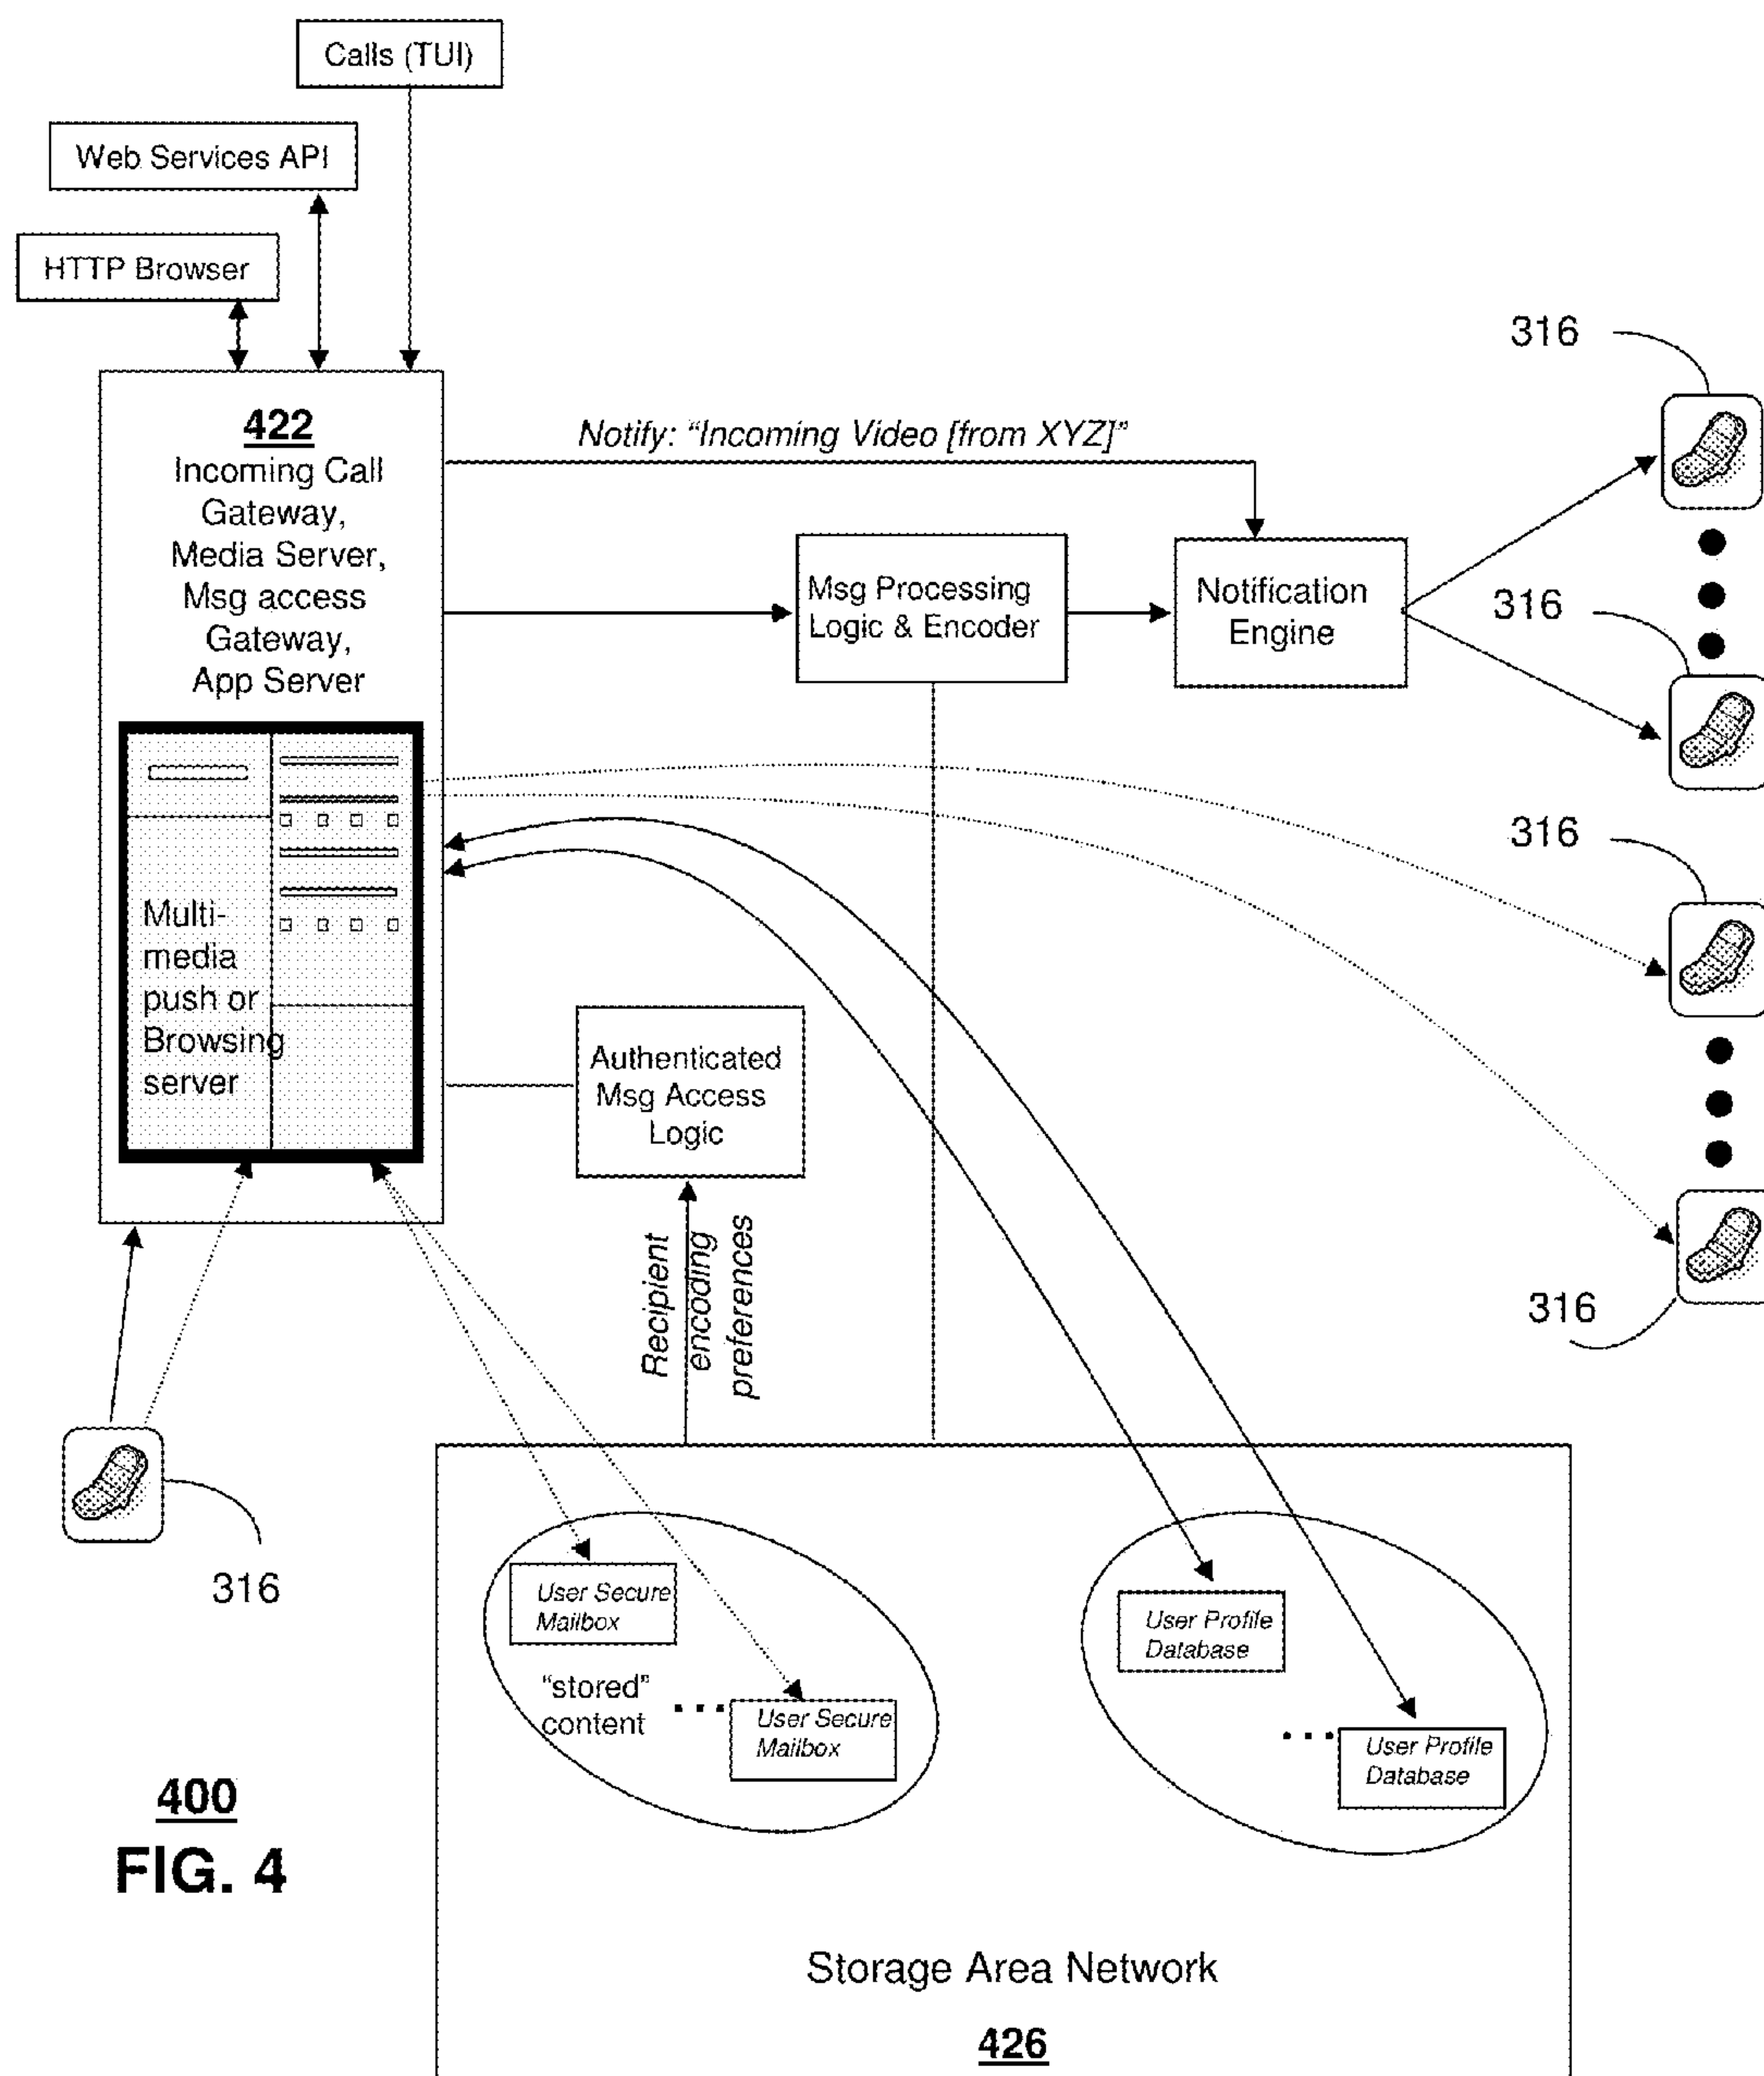 Calls (TUI)
Web Services API
HTTP Browser
422
Incoming Call
Gateway,
Media Server,
Msg access
Gateway,
App Server
Notify: “Incoming Video [from XYZ]”
Msg Processing
Logic & Encoder
Notification
Engine
316
316
316
316
Multi-
media
push or
Browsing
server
Authenticated
Msg Access
Logic
Recipient
encoding
preferences
316
User Secure
Mailbox
“stored”
content
User Secure
Mailbox
User Profile
Database
User Profile
Database
Storage Area Network
426
400
FIG. 4